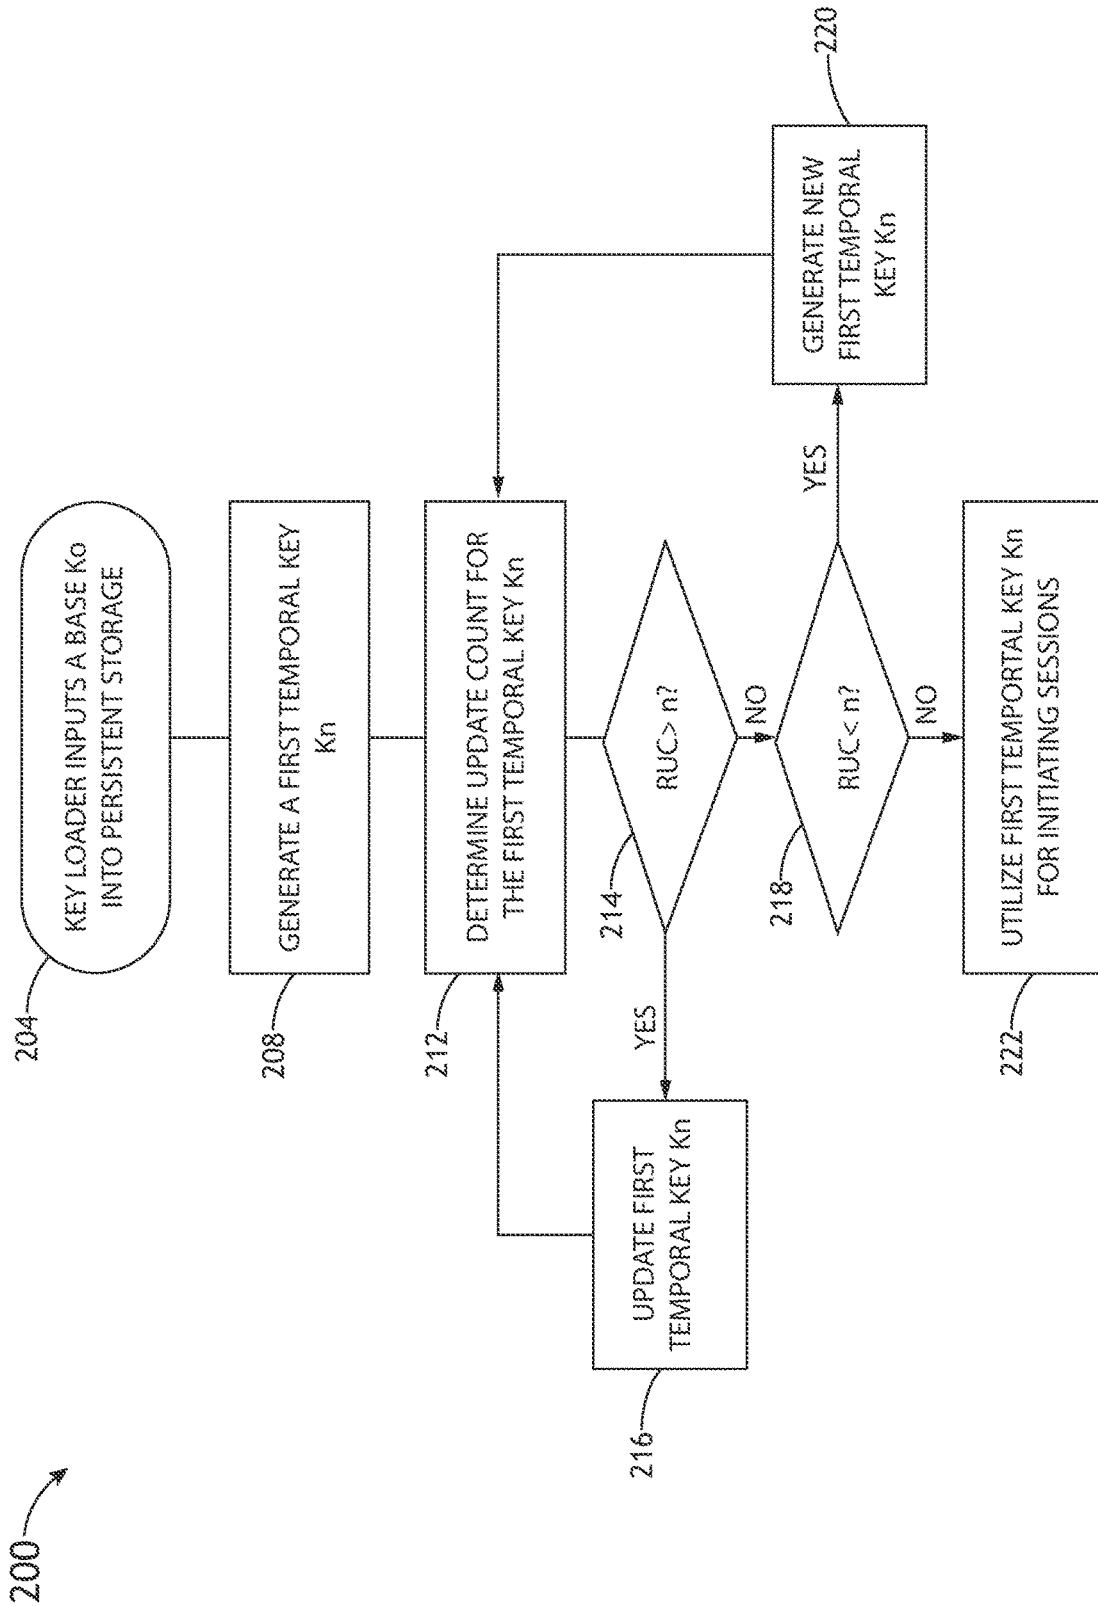 200
204
KEY LOADER INPUTS A BASE Ko
INTO PERSISTENT STORAGE
208
GENERATE A FIRST TEMPORAL KEY
Kn
212
DETERMINE UPDATE COUNT FOR
THE FIRST TEMPORAL KEY Kn
214
RUC> n?
YES
NO
216
UPDATE FIRST
TEMPORAL KEY Kn
218
RUC< n?
YES
NO
220
GENERATE NEW
FIRST TEMPORAL
KEY Kn
222
UTILIZE FIRST TEMPORTAL KEY Kn
FOR INITIATING SESSIONS